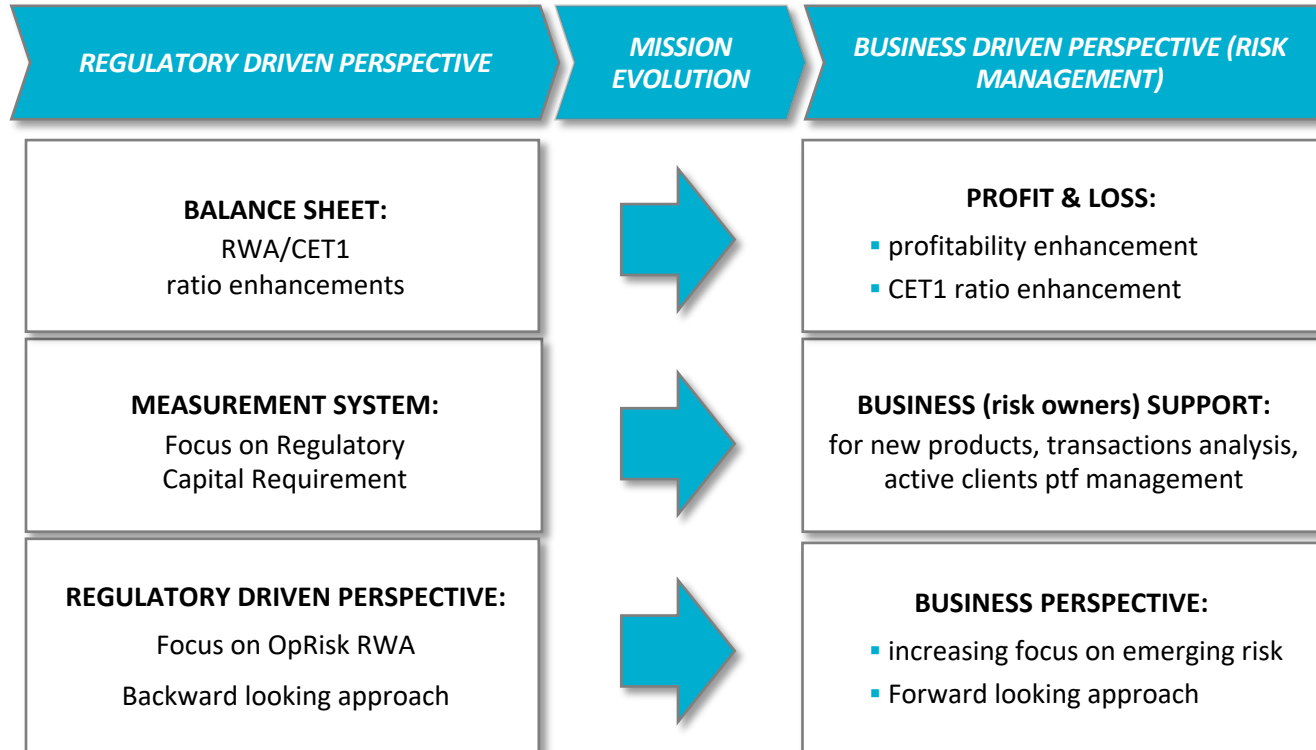 REGULATORY DRIVEN PERSPECTIVE
MISSION
EVOLUTION
BUSINESS DRIVEN PERSPECTIVE (RISK
MANAGEMENT)
BALANCE SHEET:
RWA/CET1
ratio enhancements
PROFIT & LOSS:
▪ profitability enhancement
▪ CET1 ratio enhancement
MEASUREMENT SYSTEM:
Focus on Regulatory
Capital Requirement
BUSINESS (risk owners) SUPPORT:
for new products, transactions analysis,
active clients ptf management
REGULATORY DRIVEN PERSPECTIVE:
Focus on OpRisk RWA
Backward looking approach
BUSINESS PERSPECTIVE:
▪ increasing focus on emerging risk
▪ Forward looking approach